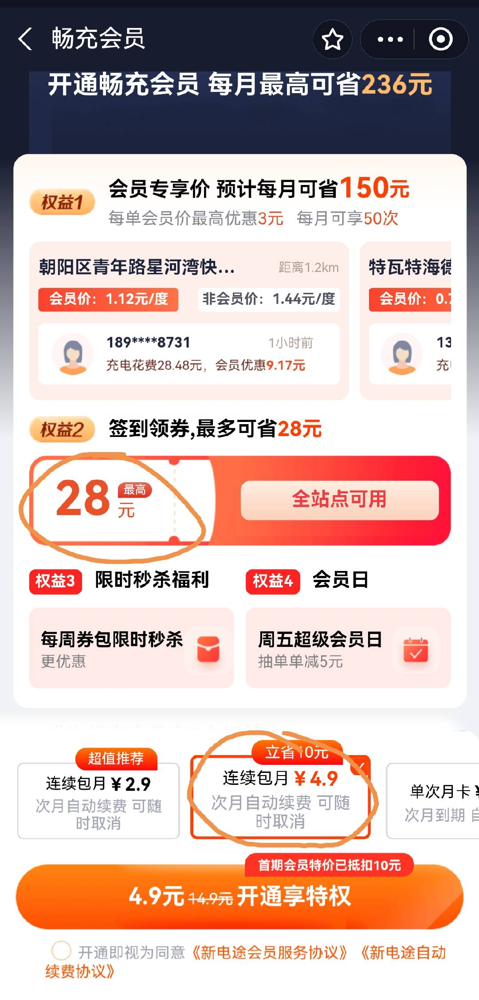 畅充会员
开通畅充会员 每月最高可省236元
权益1
会员专享价 预计每月可省150元
每单会员价最高优惠3元 每月可享50次
朝阳区青年路星河湾快... 距离1.2km
会员价：1.12元/度 非会员价：1.44元/度
189****8731 1小时前
充电花费28.48元，会员优惠9.17元
特瓦特海德
会员价：0.7
13
充
权益2 签到领券,最多可省28元
28 最高
元
全站点可用
权益3 限时秒杀福利
每周券包限时秒杀
更优惠
权益4 会员日
周五超级会员日
抽单单减5元
超值推荐
连续包月 ¥2.9
次月自动续费 可随
时取消
立省10元
连续包月 ¥4.9
次月自动续费 可随
时取消
单次月卡 ¥
次月到期 自
首期会员特价已抵扣10元
4.9元 14.9元 开通享特权
开通即视为同意《新电途会员服务协议》《新电途自动
续费协议》